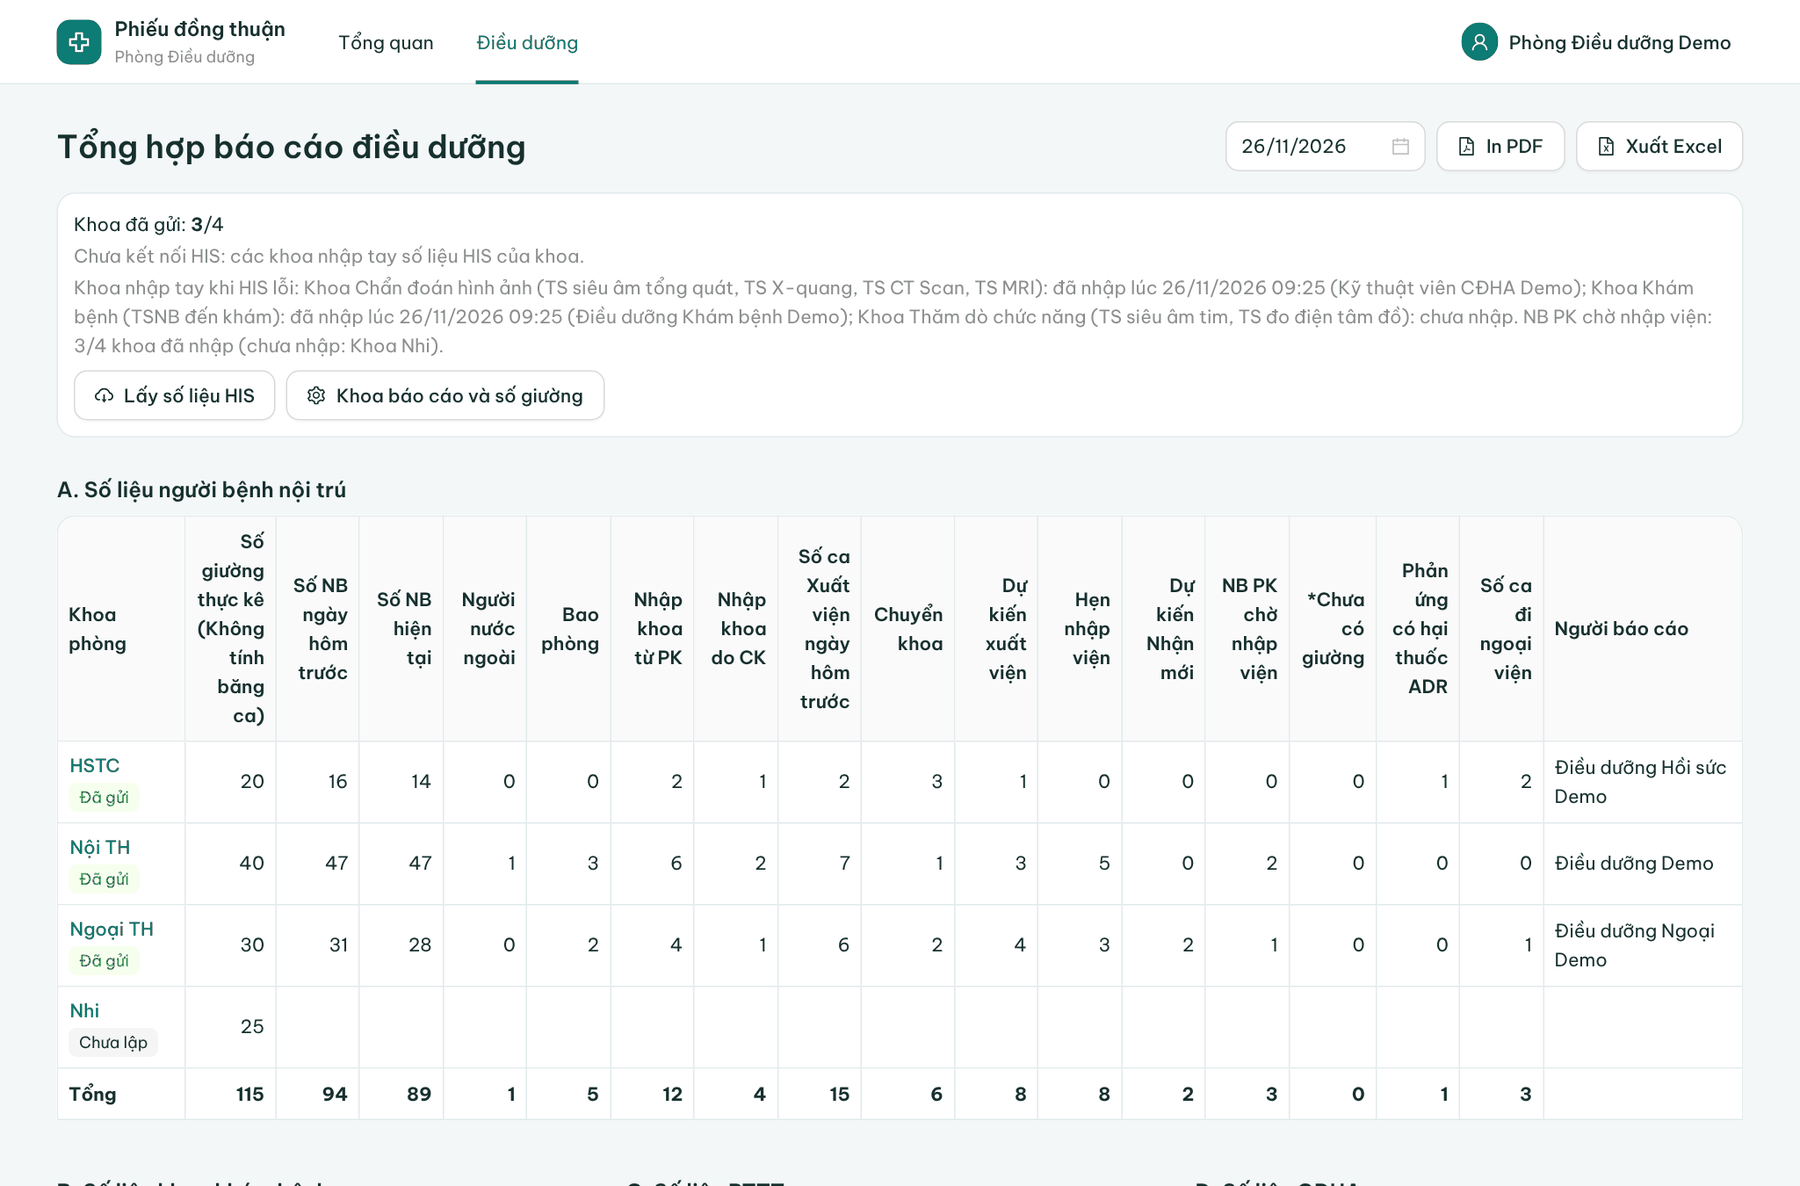 Phiếu đồng thuận
Phòng Điều dưỡng
Tổng quan
Điều dưỡng
Phòng Điều dưỡng Demo
Tổng hợp báo cáo điều dưỡng
26/11/2026
In PDF
Xuất Excel
Khoa đã gửi: 3/4
Chưa kết nối HIS: các khoa nhập tay số liệu HIS của khoa.
Khoa nhập tay khi HIS lỗi: Khoa Chẩn đoán hình ảnh (TS siêu âm tổng quát, TS X-quang, TS CT Scan, TS MRI): đã nhập lúc 26/11/2026 09:25 (Kỹ thuật viên CĐHA Demo); Khoa Khám
bệnh (TSNB đến khám): đã nhập lúc 26/11/2026 09:25 (Điều dưỡng Khám bệnh Demo); Khoa Thăm dò chức năng (TS siêu âm tim, TS đo điện tâm đồ): chưa nhập. NB PK chờ nhập viện:
3/4 khoa đã nhập (chưa nhập: Khoa Nhi).
Lấy số liệu HIS
Khoa báo cáo và số giường
A. Số liệu người bệnh nội trú
Khoa
phòng
Số
giường
thực kê
(Không
tính
băng
ca)
Số NB
ngày
hôm
trước
Số NB
hiện
tại
Người
nước
ngoài
Bao
phòng
Nhập
khoa
từ PK
Nhập
khoa
do CK
Số ca
Xuất
viện
ngày
hôm
trước
Chuyển
khoa
Dự
kiến
xuất
viện
Hẹn
nhập
viện
Dự
kiến
Nhận
mới
NB PK
chờ
nhập
viện
*Chưa
có
giường
Phản
ứng
có hại
thuốc
ADR
Số ca
đi
ngoại
viện
Người báo cáo
HSTC
Đã gửi
20 16 14 0 0 2 1 2 3 1 0 0 0 0 1 2
Điều dưỡng Hồi sức
Demo
Nội TH
Đã gửi
40 47 47 1 3 6 2 7 1 3 5 0 2 0 0 0
Điều dưỡng Demo
Ngoại TH
Đã gửi
30 31 28 0 2 4 1 6 2 4 3 2 1 0 0 1
Điều dưỡng Ngoại
Demo
Nhi
Chưa lập
25
Tổng 115 94 89 1 5 12 4 15 6 8 8 2 3 0 1 3